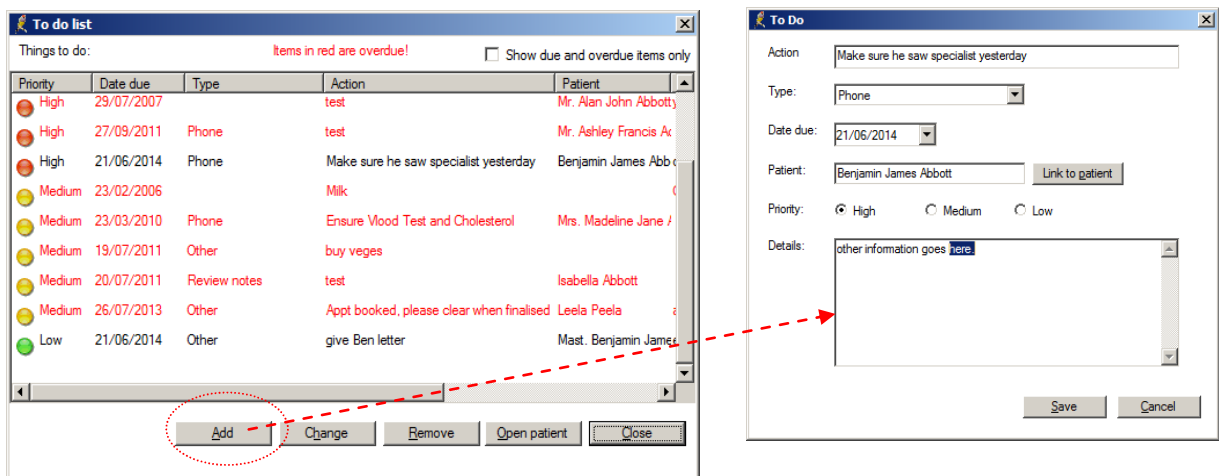 To do list
Things to do:
Items in red are overdue!
Show due and overdue items only
Priority Date due Type Action Patient
High 29/07/2007 test Mr. Alan John Abbotty
High 27/09/2011 Phone test Mr. Ashley Francis
High 21/06/2014 Phone Make sure he saw specialist yesterday Benjamin James Abb
Medium 23/02/2006 Milk
Medium 23/03/2010 Phone Ensure Vlood Test and Cholesterol Mrs. Madeline Jane
Medium 19/07/2011 Other buy veges
Medium 20/07/2011 Review notes test Isabella Abbott
Medium 26/07/2013 Other Appt booked, please clear when finalised Leela Peela
Low 21/06/2014 Other give Ben letter Mast. Benjamin Jame
Add Change Remove Open patient Close
To Do
Action Make sure he saw specialist yesterday
Type: Phone
Date due: 21/06/2014
Patient: Benjamin James Abbott Link to patient
Priority: High Medium Low
Details: other information goes here.
Save Cancel